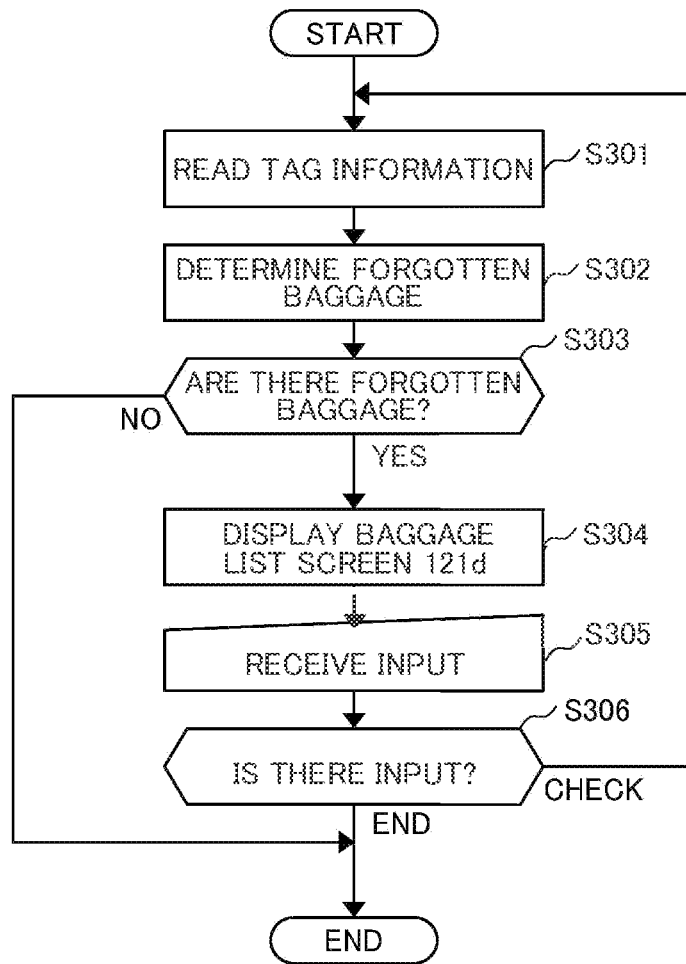 START
READ TAG INFORMATION
S301
DETERMINE FORGOTTEN
BAGGAGE
S302
S303
ARE THERE FORGOTTEN
BAGGAGE?
NO
YES
DISPLAY BAGGAGE
LIST SCREEN 121d
S304
RECEIVE INPUT
S305
S306
IS THERE INPUT?
CHECK
END
END